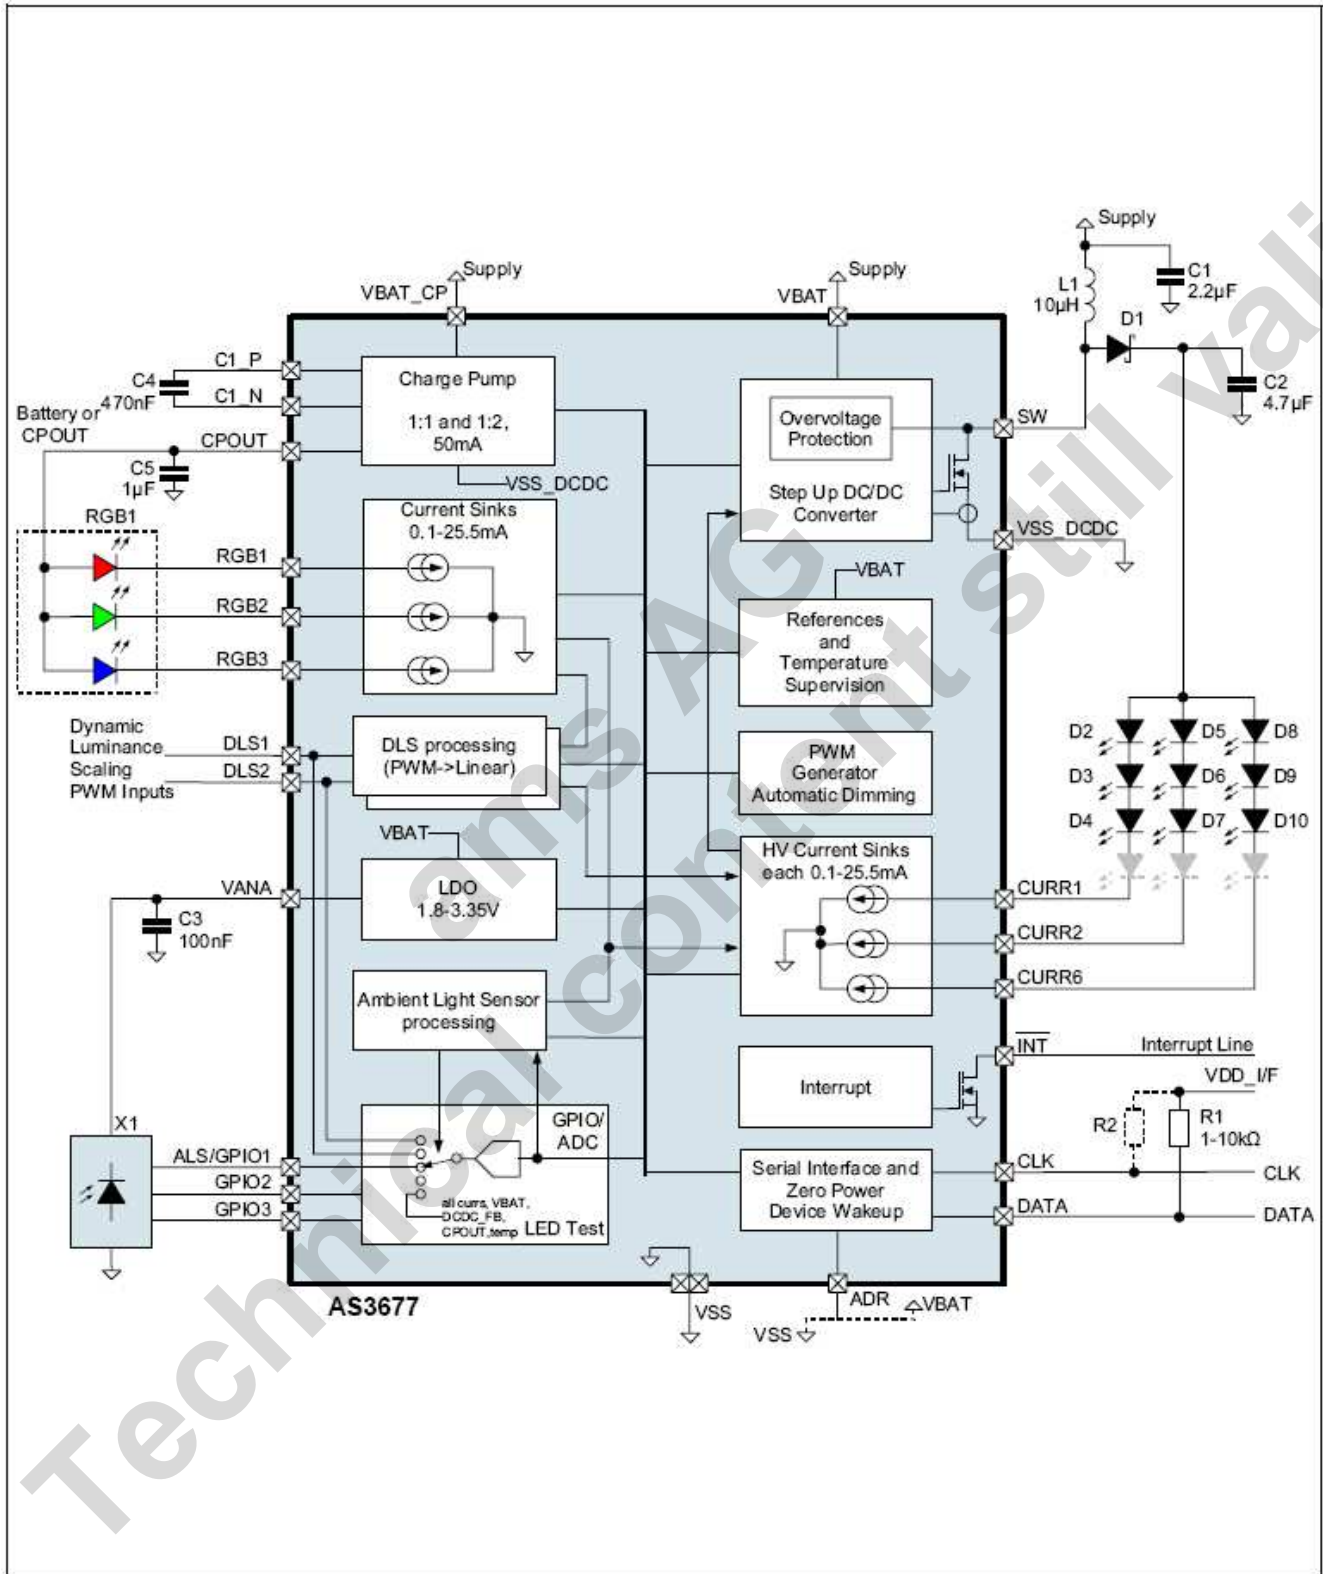 Supply
C1
2.2µF
L1
10µH
D1
C2
4.7µF
Supply
VBAT_CP
Supply
VBAT
C1_P
C4
470nF
C1_N
Battery or
CPOUT
CPOUT
C5
1µF
Charge Pump
1:1 and 1:2,
50mA
VSS_DCDC
Overvoltage
Protection
Step Up DC/DC
Converter
SW
VSS_DCDC
RGB1
Current Sinks
0.1-25.5mA
RGB1
RGB2
RGB3
VBAT
References
and
Temperature
Supervision
Dynamic
Luminance
Scaling
PWM Inputs
DLS1
DLS2
DLS processing
(PWM->Linear)
PWM
Generator
Automatic Dimming
D2
D5
D8
D3
D6
D9
D4
D7
D10
VBAT
LDO
1.8-3.35V
VANA
C3
100nF
HV Current Sinks
each 0.1-25.5mA
CURR1
CURR2
CURR6
Ambient Light Sensor
processing
Interrupt
INT
Interrupt Line
VDD_I/F
R2
R1
1-10kΩ
X1
GPIO/
ADC
ALS/GPIO1
GPIO2
GPIO3
all currs, VBAT,
DCDC_FB,
CPOUT,temp
LED Test
Serial Interface and
Zero Power
Device Wakeup
CLK
CLK
DATA
DATA
AS3677
VSS
ADR
VBAT
VSS
ams AG
Technical content still vali